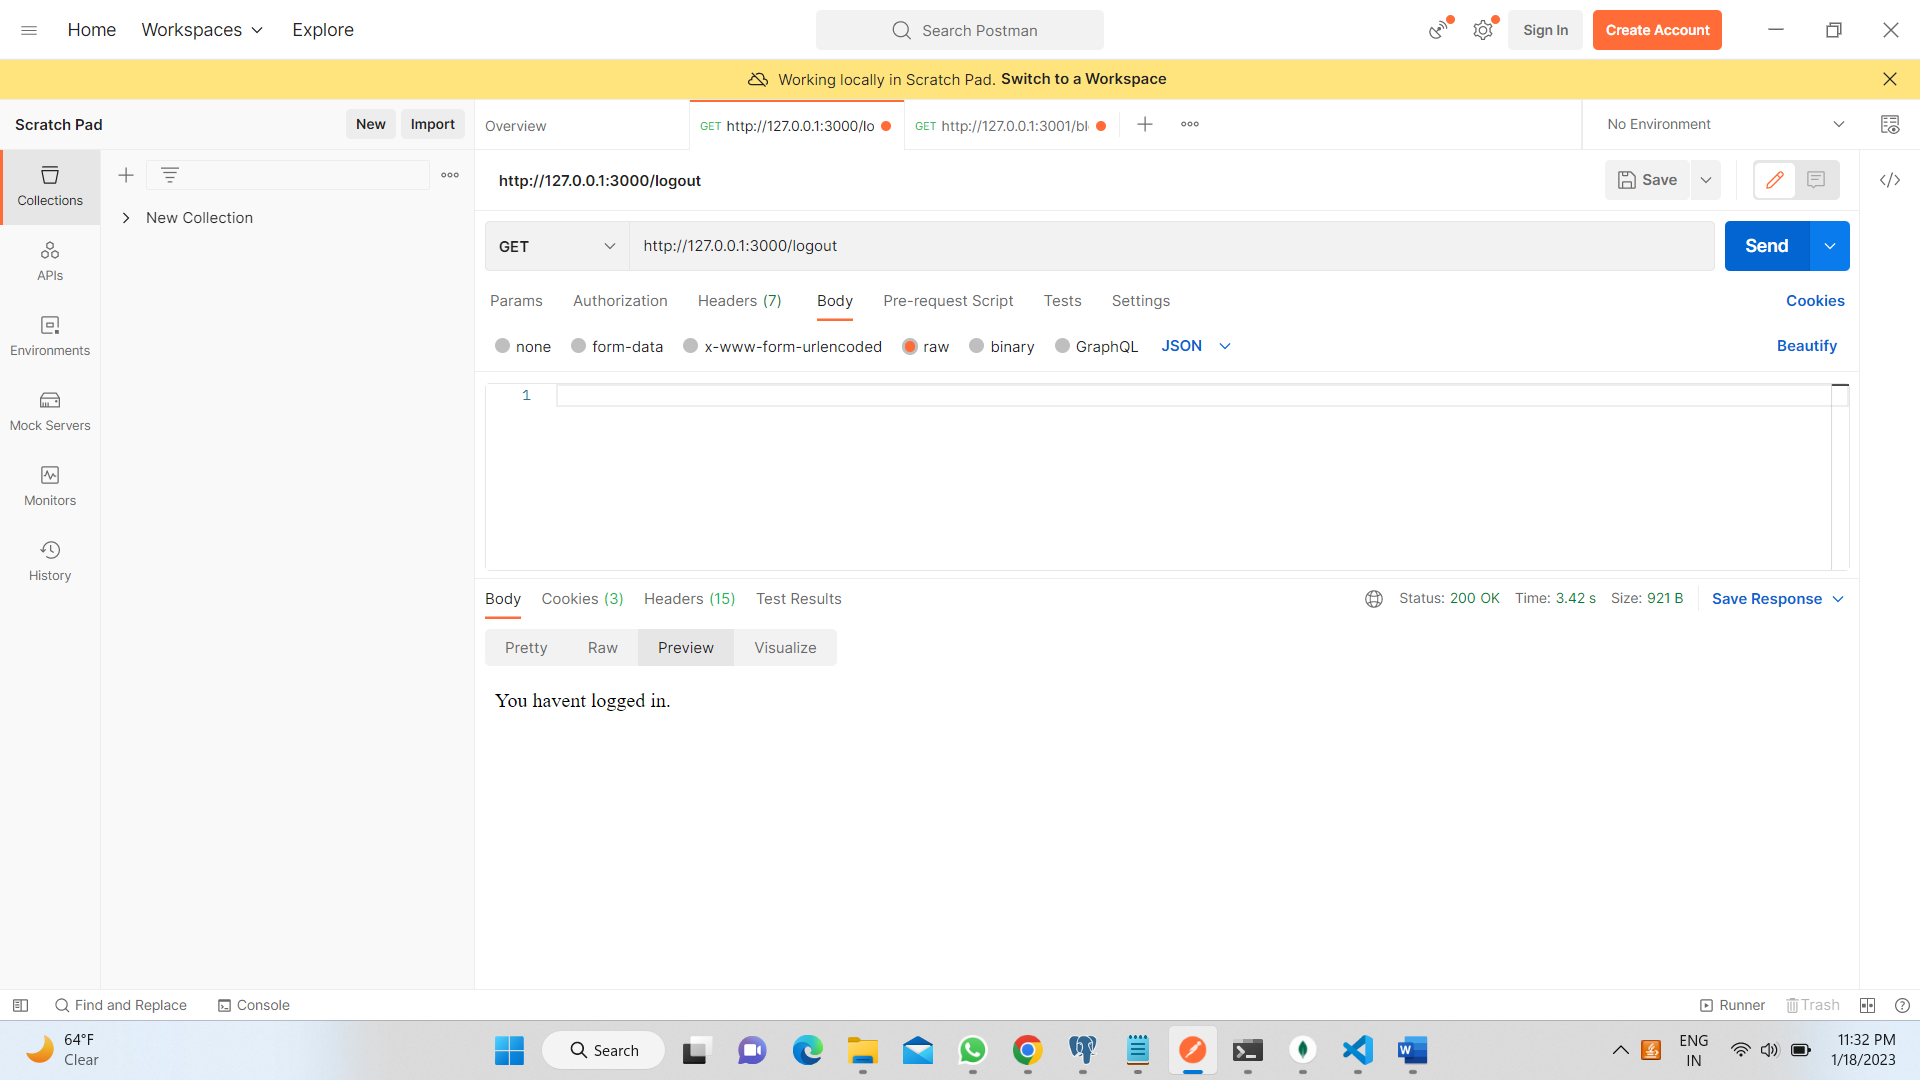 Home
Workspaces
Explore
Search Postman
Sign In
Create Account
Working locally in Scratch Pad. Switch to a Workspace
Scratch Pad
New
Import
Overview
GET http://127.0.0.1:3000/lo
GET http://127.0.0.1:3001/bl
No Environment
Collections
New Collection
APIs
Environments
Mock Servers
Monitors
History
http://127.0.0.1:3000/logout
Save
GET
http://127.0.0.1:3000/logout
Send
Params
Authorization
Headers (7)
Body
Pre-request Script
Tests
Settings
Cookies
none
form-data
x-www-form-urlencoded
raw
binary
GraphQL
JSON
Beautify
1
Body
Cookies (3)
Headers (15)
Test Results
Status: 200 OK
Time: 3.42 s
Size: 921 B
Save Response
Pretty
Raw
Preview
Visualize
You havent logged in.
Find and Replace
Console
Runner
Trash
64°F
Clear
Search
ENG
IN
11:32 PM
1/18/2023